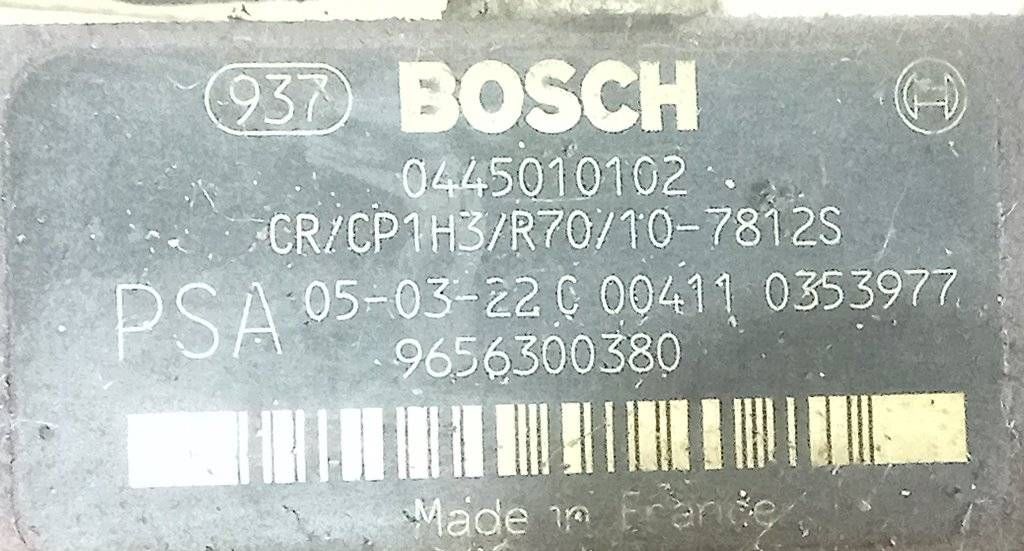 937 BOSCH
0445010102
CR/CP1H3/R70/10-7812S
PSA 05-03-22 C 00411 0353977
9656300380
Made in France